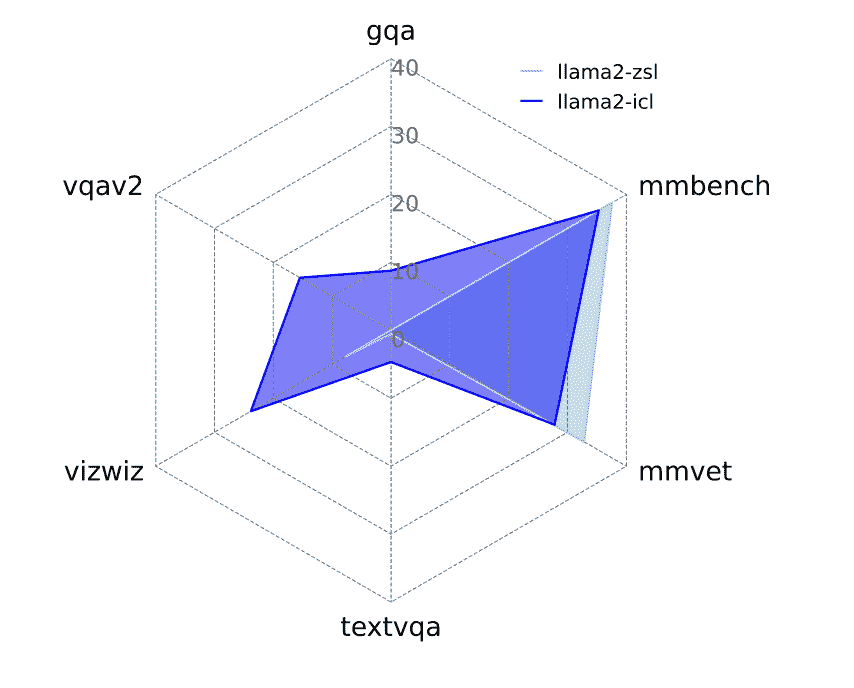 gqa
40
llama2-zsl
llama2-icl
30
vqav2
mmbench
20
10
0
vizwiz
mmvet
textvqa